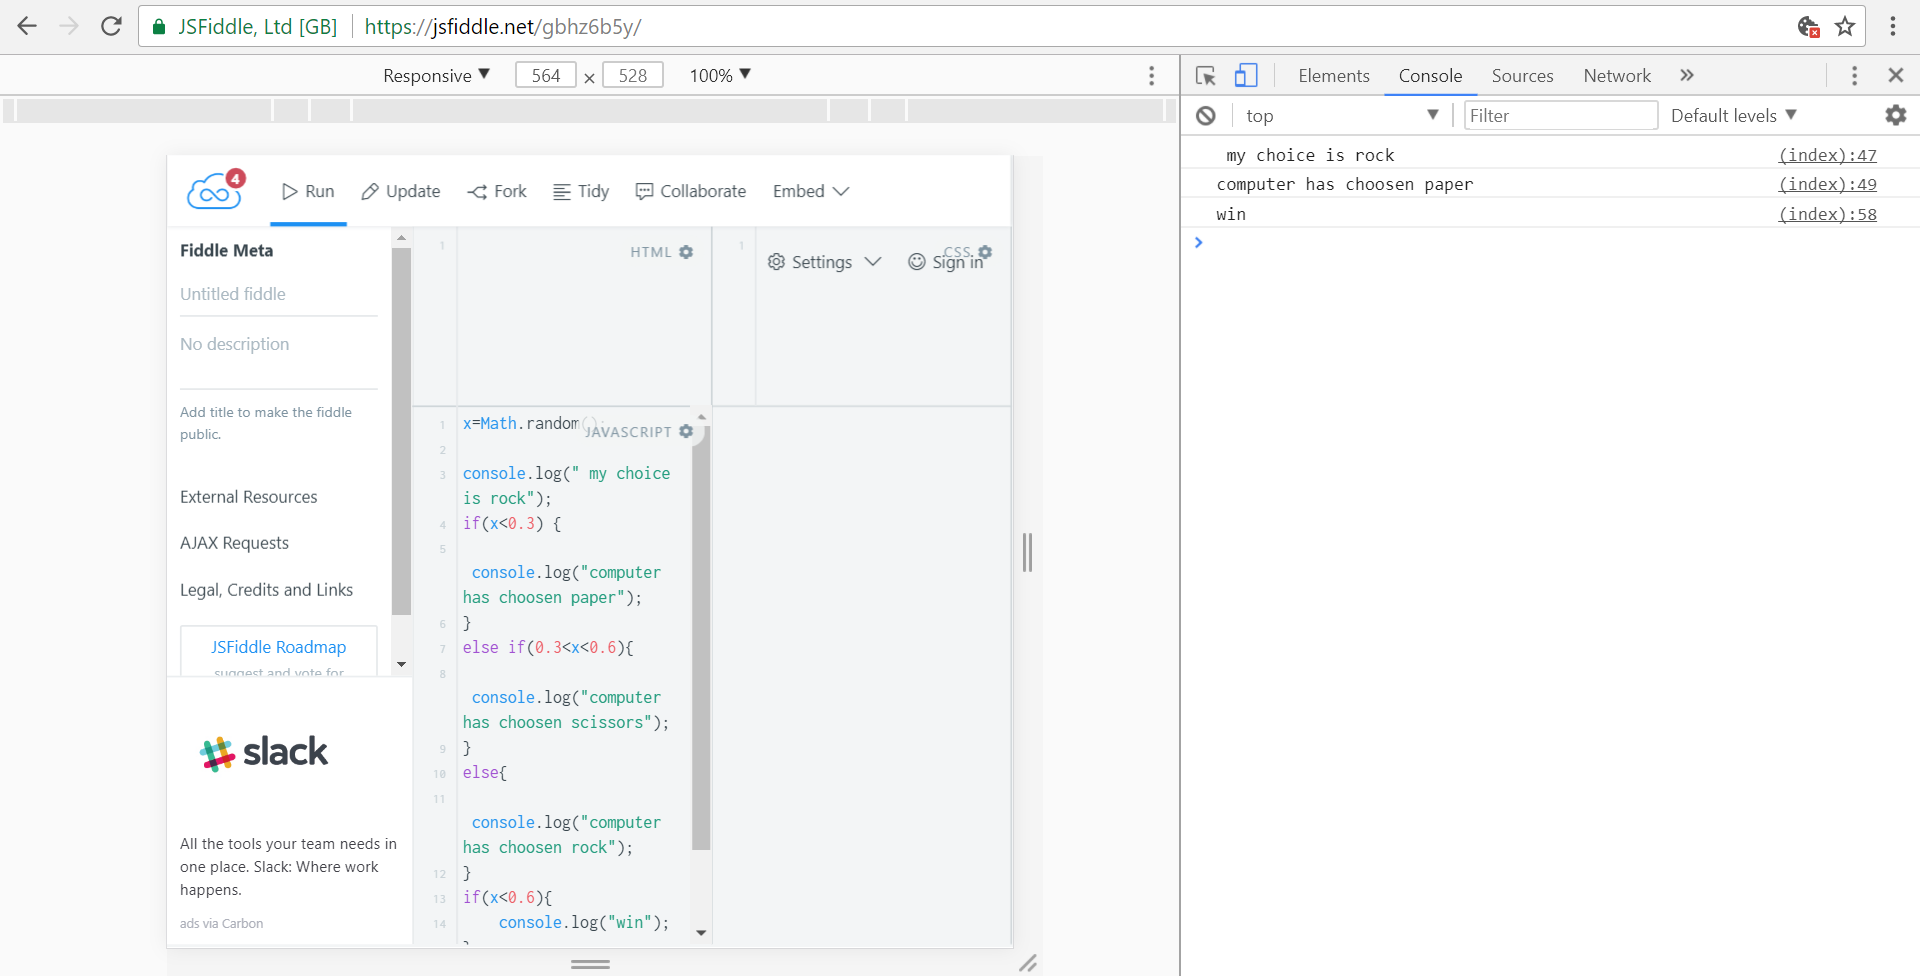 JSFiddle, Ltd [GB] https://jsfiddle.net/gbhz6b5y/
Responsive 564 × 528 100%
Elements Console Sources Network »
top Filter Default levels
my choice is rock (index):47
computer has choosen paper (index):49
win (index):58
4
Run Update Fork Tidy Collaborate Embed
Fiddle Meta
Untitled fiddle
No description
Add title to make the fiddle
public.
External Resources
AJAX Requests
Legal, Credits and Links
JSFiddle Roadmap
suggest and vote for
slack
All the tools your team needs in
one place. Slack: Where work
happens.
ads via Carbon
1 HTML
1 CSS
Settings Sign in
JAVASCRIPT
1 x=Math.random();
2
3 console.log(" my choice
is rock");
4 if(x<0.3) {
5
console.log("computer
has choosen paper");
6 }
7 else if(0.3<x<0.6){
8
console.log("computer
has choosen scissors");
9 }
10 else{
11
console.log("computer
has choosen rock");
12 }
13 if(x<0.6){
14 console.log("win");
}